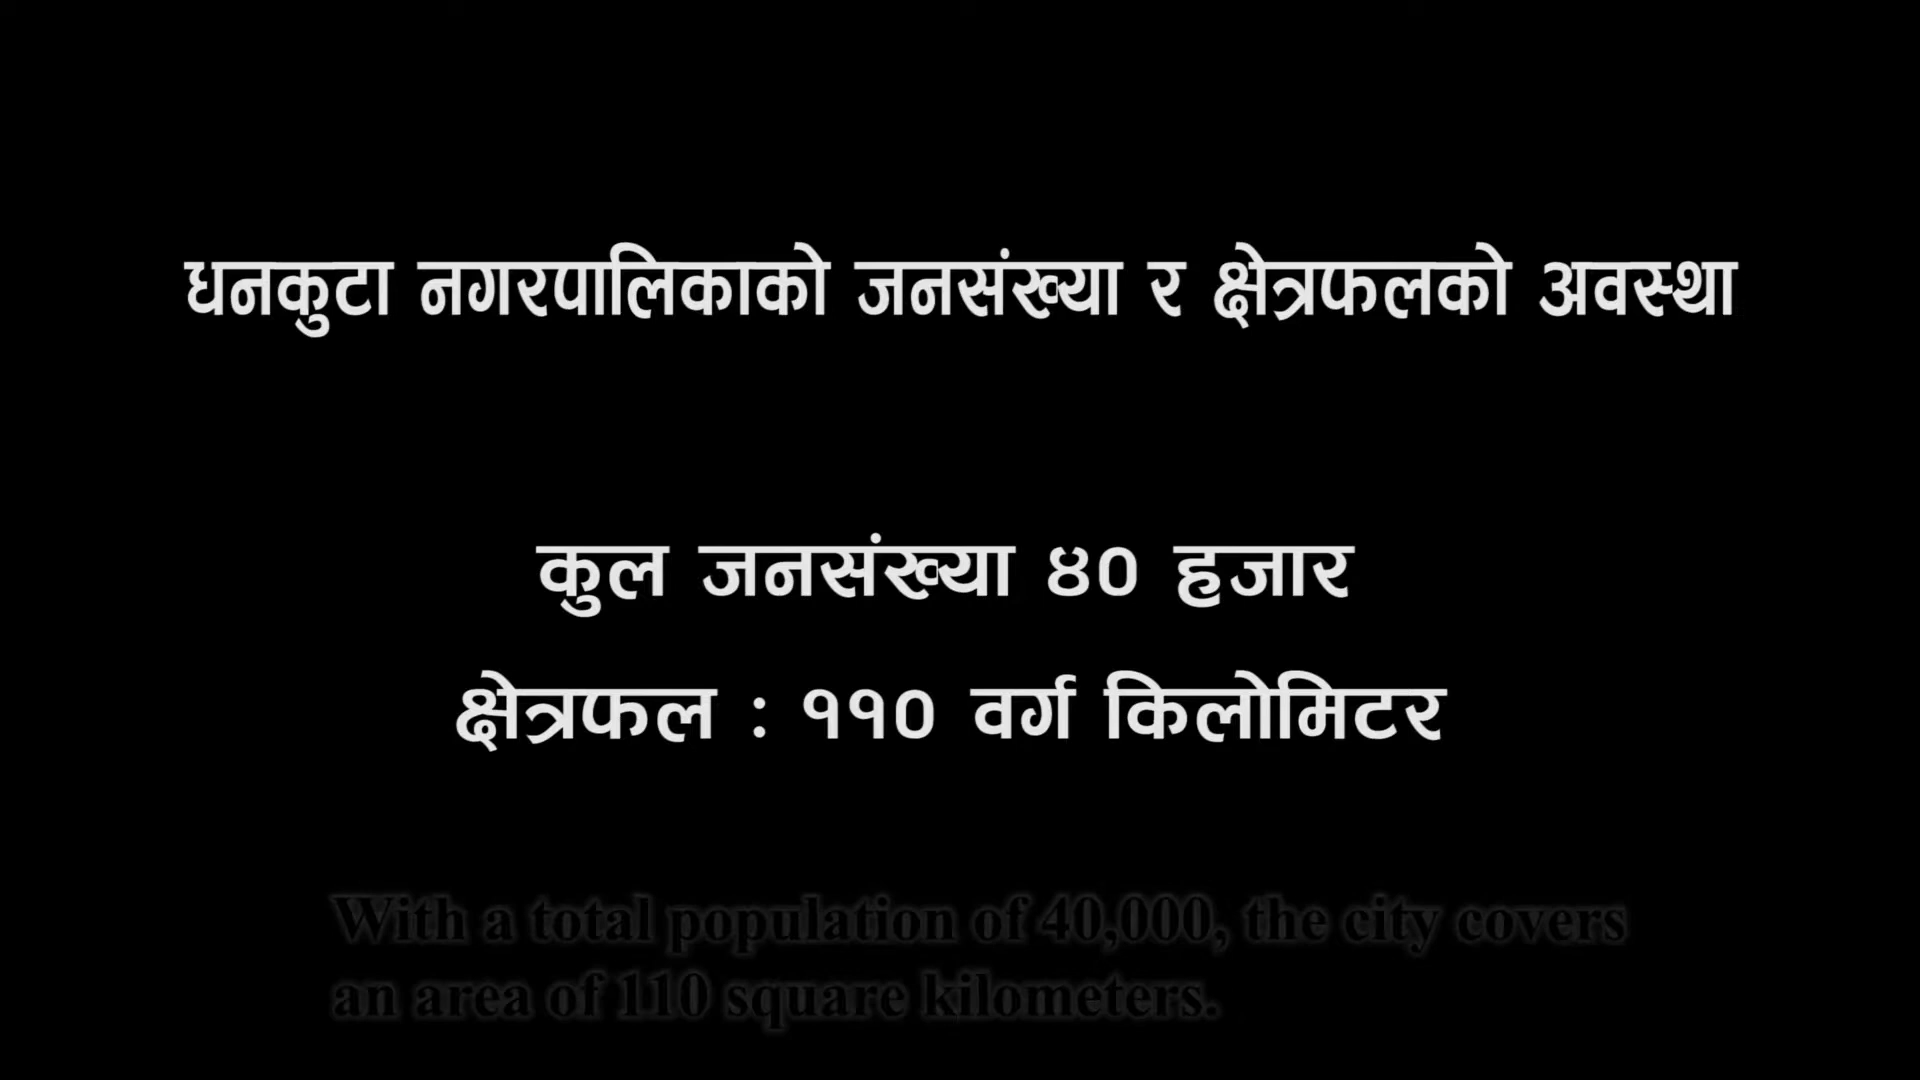 धनकुटा नगरपालिकाको जनसंख्या र क्षेत्रफलको अवस्था
कुल जनसंख्या ४० हजार
क्षेत्रफल : ११० वर्ग किलोमिटर
With a total population of 40,000, the city covers
an area of 110 square kilometers.